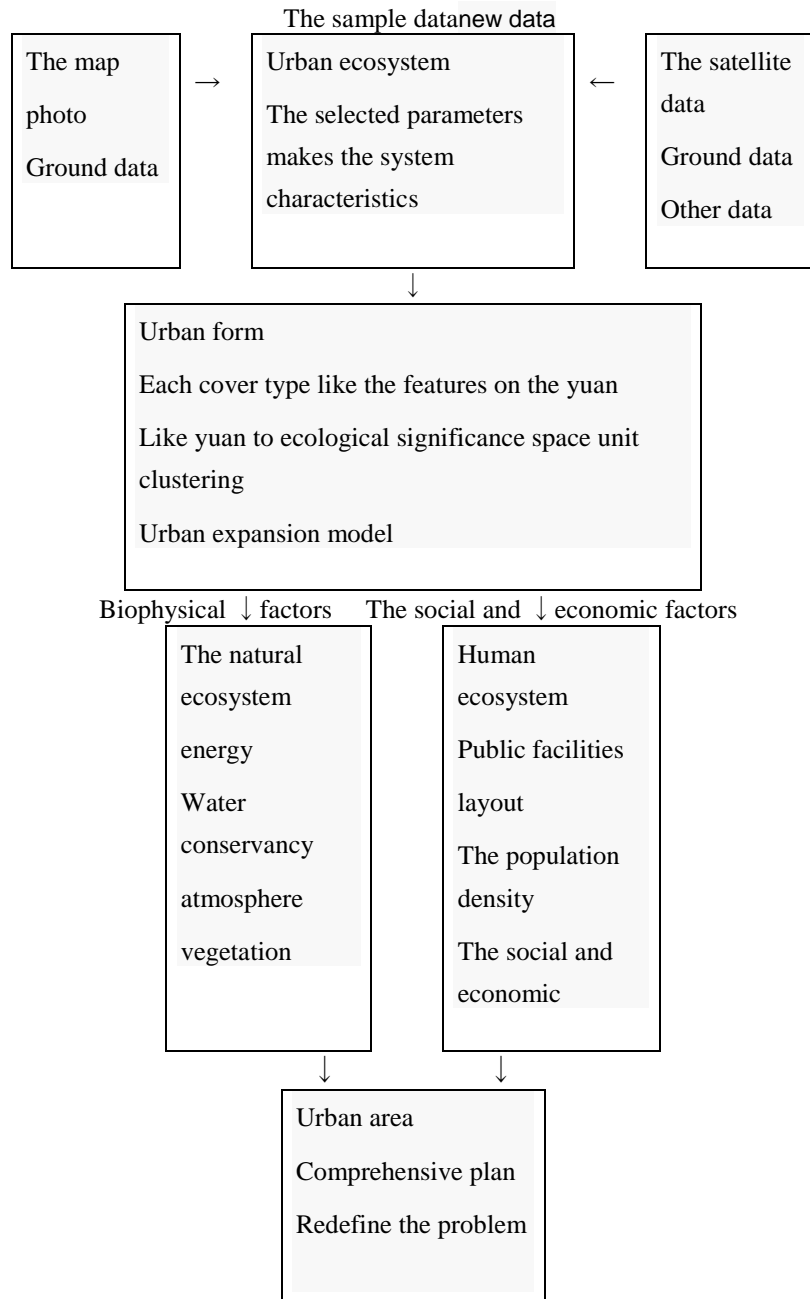 The sample datanew data
The map
photo
Ground data
→
Urban ecosystem
The selected parameters
makes the system
characteristics
←
The satellite
data
Ground data
Other data
↓
Urban form
Each cover type like the features on the yuan
Like yuan to ecological significance space unit
clustering
Urban expansion model
Biophysical ↓ factors
The social and ↓ economic factors
The natural
ecosystem
energy
Water
conservancy
atmosphere
vegetation
Human
ecosystem
Public facilities
layout
The population
density
The social and
economic
↓
↓
Urban area
Comprehensive plan
Redefine the problem